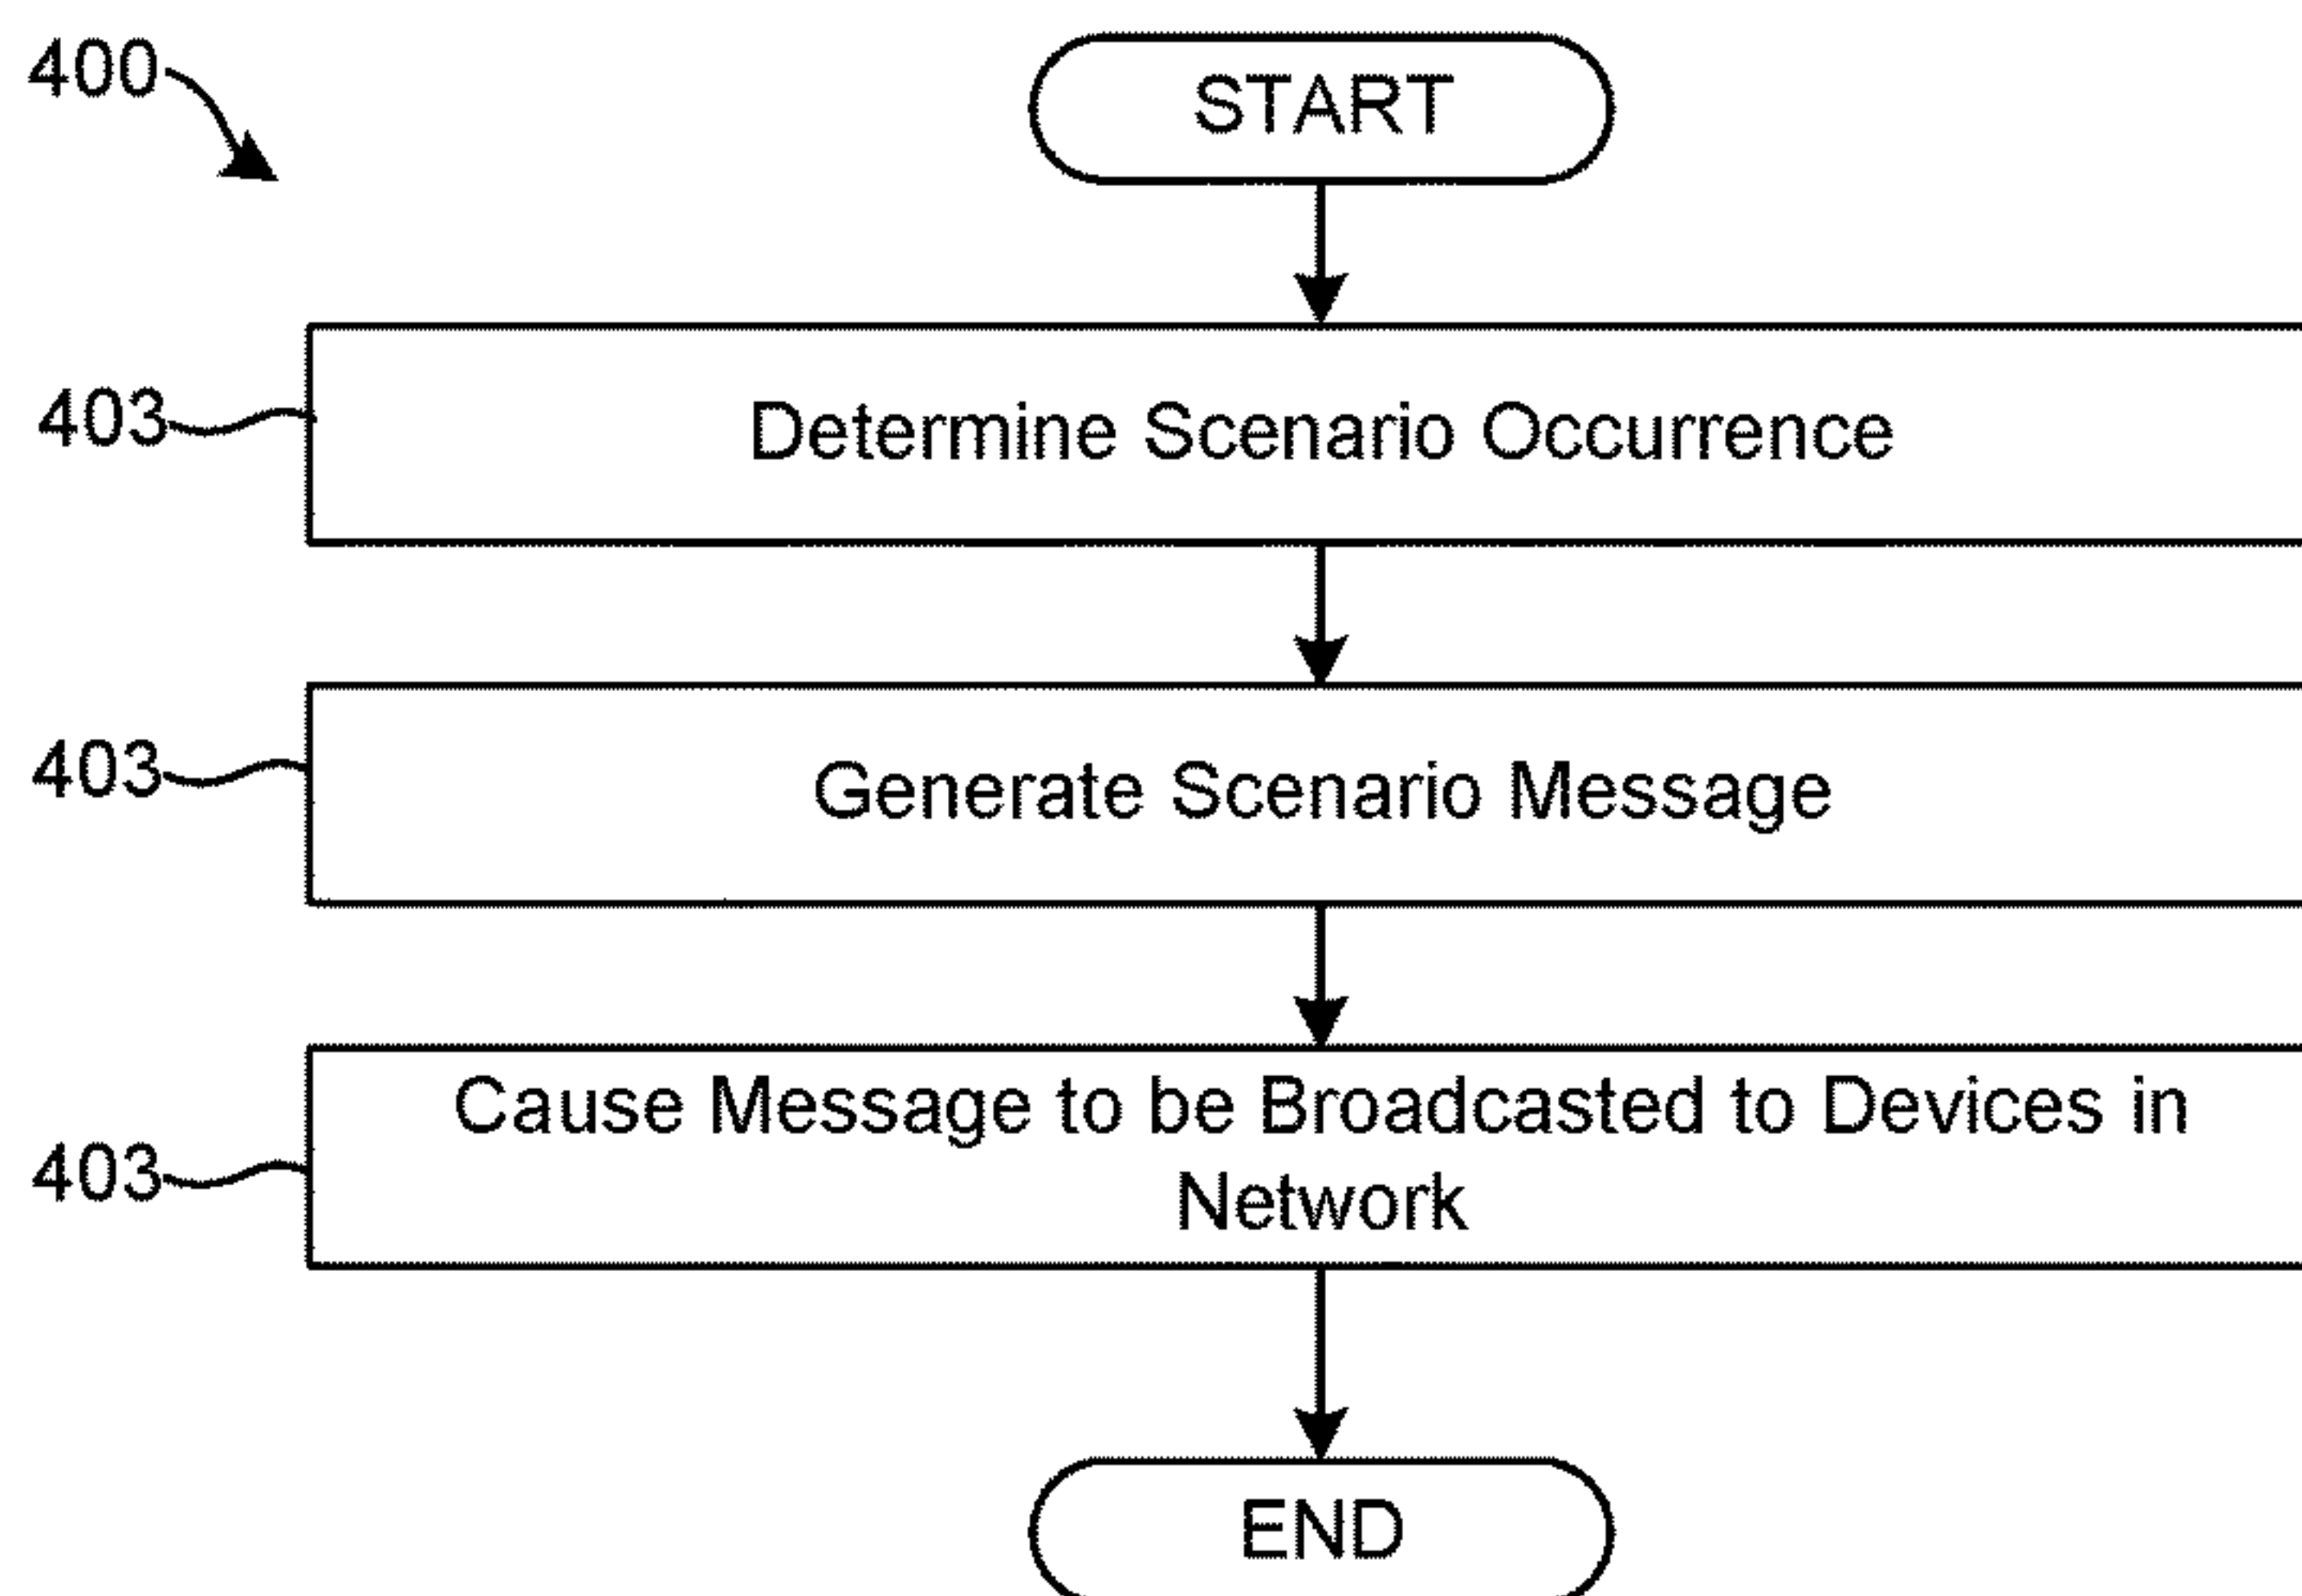 400
START
403
Determine Scenario Occurrence
403
Generate Scenario Message
403
Cause Message to be Broadcasted to Devices in
Network
END